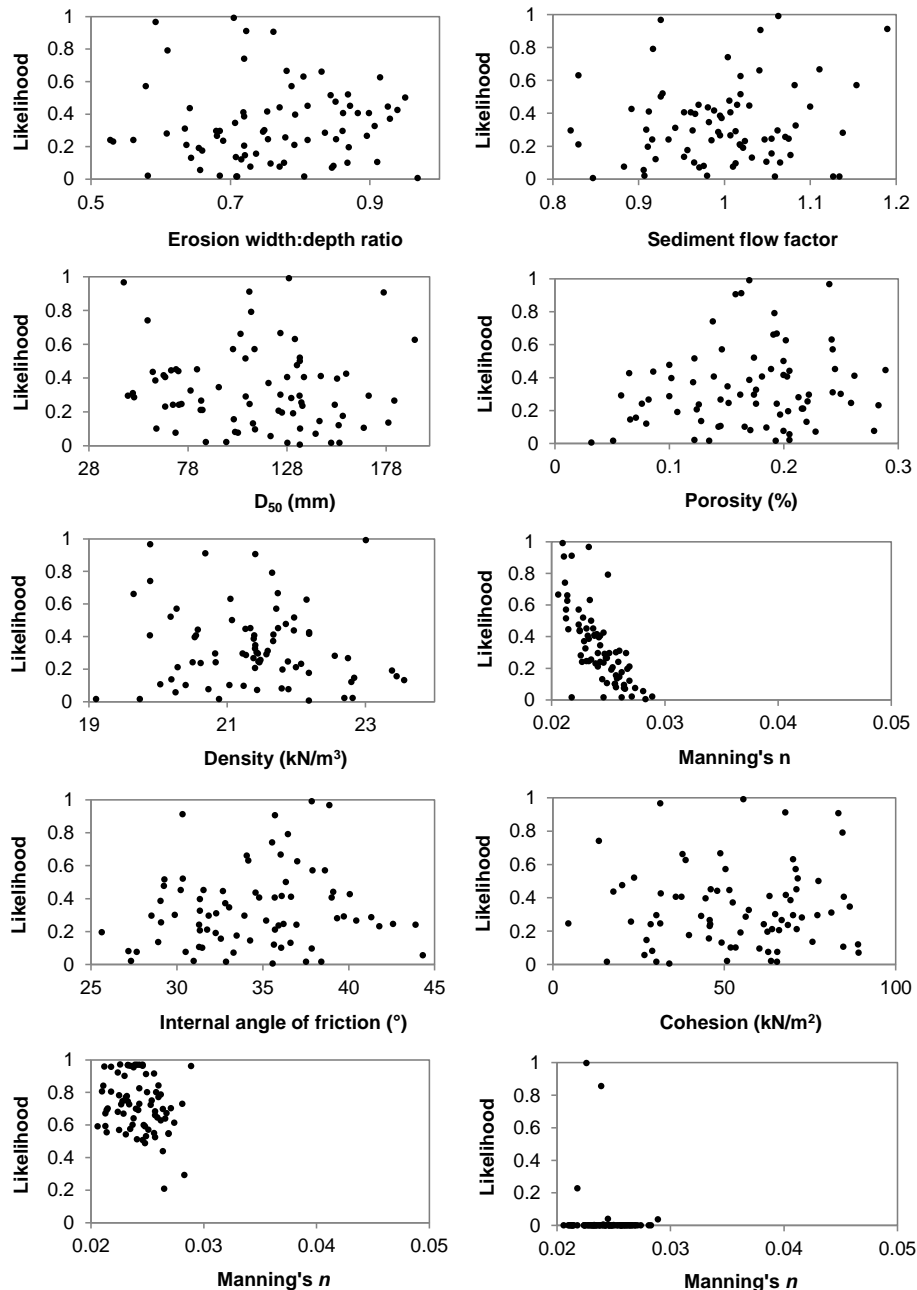 1
0.8
0.6
0.4
0.2
0
Likelihood
0.5 0.7 0.9
Erosion width:depth ratio
1
0.8
0.6
0.4
0.2
0
Likelihood
0.8 0.9 1 1.1 1.2
Sediment flow factor
1
0.8
0.6
0.4
0.2
0
Likelihood
28 78 128 178
D50 (mm)
1
0.8
0.6
0.4
0.2
0
Likelihood
0 0.1 0.2 0.3
Porosity (%)
1
0.8
0.6
0.4
0.2
0
Likelihood
19 21 23
Density (kN/m3)
1
0.8
0.6
0.4
0.2
0
Likelihood
0.02 0.03 0.04 0.05
Manning's n
1
0.8
0.6
0.4
0.2
0
Likelihood
25 30 35 40 45
Internal angle of friction (°)
1
0.8
0.6
0.4
0.2
0
Likelihood
0 50 100
Cohesion (kN/m2)
1
0.8
0.6
0.4
0.2
0
Likelihood
0.02 0.03 0.04 0.05
Manning's n
1
0.8
0.6
0.4
0.2
0
Likelihood
0.02 0.03 0.04 0.05
Manning's n